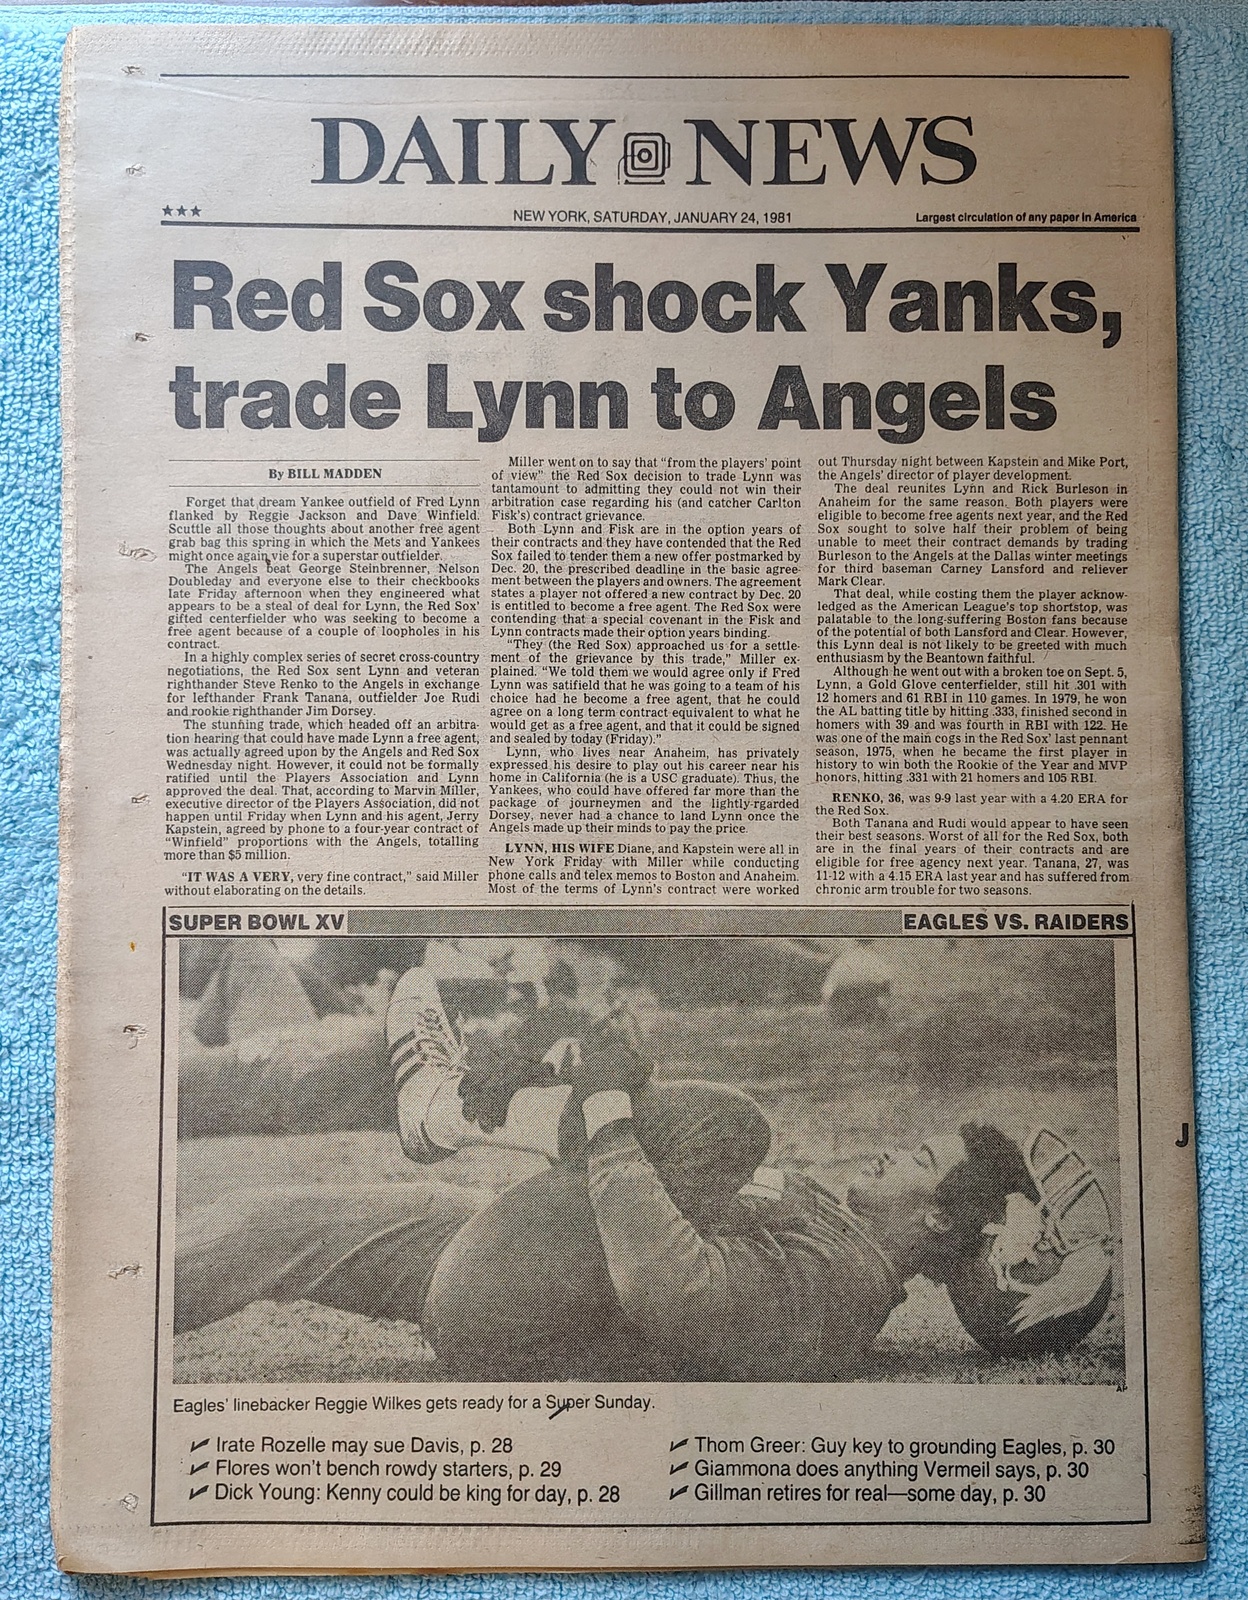 DAILY NEWS
★★★
NEW YORK, SATURDAY, JANUARY 24, 1981
Largest circulation of any paper in America
Red Sox shock Yanks,
trade Lynn to Angels
By BILL MADDEN
Forget that dream Yankee outfield of Fred Lynn
flanked by Reggie Jackson and Dave Winfield.
Scuttle all those thoughts about another free agent
grab bag this spring in which the Mets and Yankees
might once again vie for a superstar outfielder.
The Angels beat George Steinbrenner, Nelson
Doubleday and everyone else to their checkbooks
late Friday afternoon when they engineered what
appears to be a steal of deal for Lynn, the Red Sox'
gifted centerfielder who was seeking to become a
free agent because of a couple of loopholes in his
contract.
In a highly complex series of secret cross-country
negotiations, the Red Sox sent Lynn and veteran
righthander Steve Renko to the Angels in exchange
for lefthander Frank Tanana, outfielder Joe Rudi
and rookie righthander Jim Dorsey.
The stunning trade, which headed off an arbitra-
tion hearing that could have made Lynn a free agent,
was actually agreed upon by the Angels and Red Sox
Wednesday night. However, it could not be formally
ratified until the Players Association and Lynn
approved the deal. That, according to Marvin Miller,
executive director of the Players Association, did not
happen until Friday when Lynn and his agent, Jerry
Kapstein, agreed by phone to a four-year contract of
"Winfield" proportions with the Angels, totalling
more than $5 million.
"IT WAS A VERY, very fine contract," said Miller
without elaborating on the details.
Miller went on to say that "from the players' point
of view" the Red Sox decision to trade Lynn was
tantamount to admitting they could not win their
arbitration case regarding his (and catcher Carlton
Fisk's) contract grievance.
Both Lynn and Fisk are in the option years of
their contracts and they have contended that the Red
Sox failed to tender them a new offer postmarked by
Dec. 20, the prescribed deadline in the basic agree-
ment between the players and owners. The agreement
states a player not offered a new contract by Dec. 20
is entitled to become a free agent. The Red Sox were
contending that a special covenant in the Fisk and
Lynn contracts made their option years binding.
"They (the Red Sox) approached us for a settle-
ment of the grievance by this trade," Miller ex-
plained. "We told them we would agree only if Fred
Lynn was satified that he was going to a team of his
choice had he become a free agent, that he could
agree on a long term contract equivalent to what he
would get as a free agent, and that it could be signed
and sealed by today (Friday)."
Lynn, who lives near Anaheim, has privately
expressed his desire to play out his career near his
home in California (he is a USC graduate). Thus, the
Yankees, who could have offered far more than the
package of journeymen and the lightly-rgarded
Dorsey, never had a chance to land Lynn once the
Angels made up their minds to pay the price.
LYNN, HIS WIFE Diane, and Kapstein were all in
New York Friday with Miller while conducting
phone calls and telex memos to Boston and Anaheim.
Most of the terms of Lynn's contract were worked
out Thursday night between Kapstein and Mike Port,
the Angels' director of player development.
The deal reunites Lynn and Rick Burleson in
Anaheim for the same reason. Both players were
eligible to become free agents next year, and the Red
Sox sought to solve half their problem of being
unable to meet their contract demands by trading
Burleson to the Angels at the Dallas winter meetings
for third baseman Carney Lansford and reliever
Mark Clear.
That deal, while costing them the player acknow-
ledged as the American League's top shortstop, was
palatable to the long-suffering Boston fans because
of the potential of both Lansford and Clear. However,
this Lynn deal is not likely to be greeted with much
enthusiasm by the Beantown faithful.
Although he went out with a broken toe on Sept. 5,
Lynn, a Gold Glove centerfielder, still hit .301 with
12 homers and 61 RBI in 110 games. In 1979, he won
the AL batting title by hitting .333, finished second in
homers with 39 and was fourth in RBI with 122. He
was one of the main cogs in the Red Sox' last pennant
season, 1975, when he became the first player in
history to win both the Rookie of the Year and MVP
honors, hitting .331 with 21 homers and 105 RBI.
RENKO, 36, was 9-9 last year with a 4.20 ERA for
the Red Sox.
Both Tanana and Rudi would appear to have seen
their best seasons. Worst of all for the Red Sox, both
are in the final years of their contracts and are
eligible for free agency next year. Tanana, 27, was
11-12 with a 4.15 ERA last year and has suffered from
chronic arm trouble for two seasons.
SUPER BOWL XV
EAGLES VS. RAIDERS
AP
Eagles' linebacker Reggie Wilkes gets ready for a Super Sunday.
✓ Irate Rozelle may sue Davis, p. 28
✓ Flores won't bench rowdy starters, p. 29
✓ Dick Young: Kenny could be king for day, p. 28
✓ Thom Greer: Guy key to grounding Eagles, p. 30
✓ Giammona does anything Vermeil says, p. 30
✓ Gillman retires for real—some day, p. 30
J